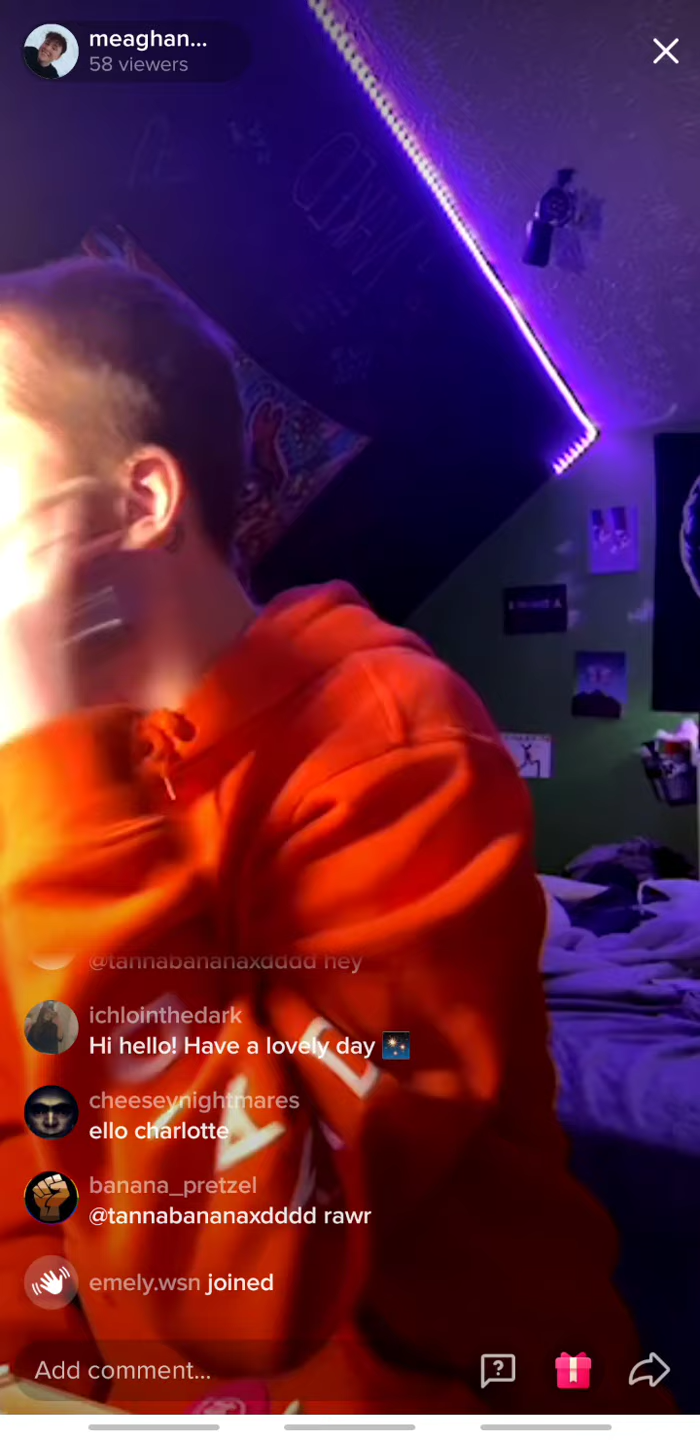 meaghan...
58 viewers
@tannabananaxdddd hey
ichlointhedark
Hi hello! Have a lovely day
cheeseynightmares
ello charlotte
banana_pretzel
@tannabananaxdddd rawr
emely.wsn joined
Add comment...